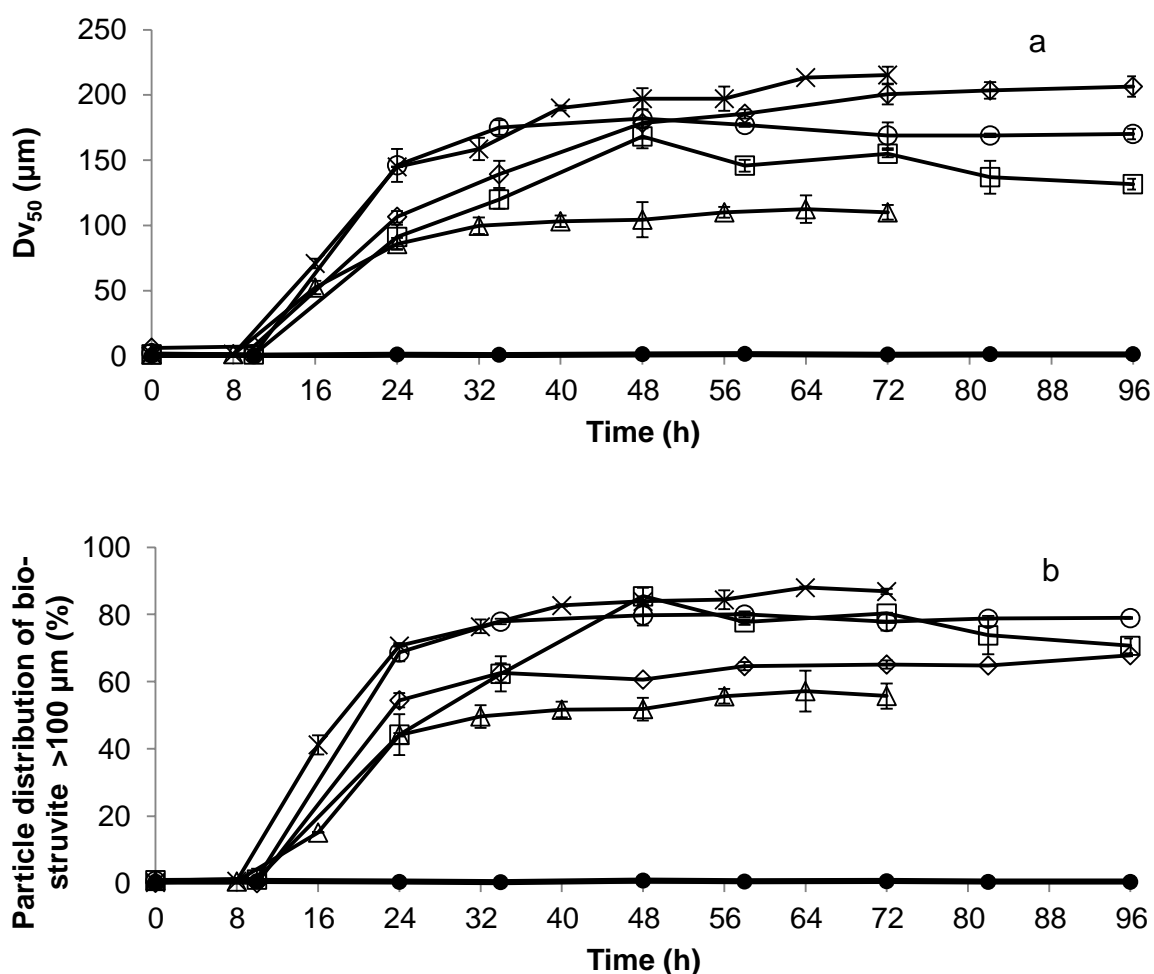 250
200
150
100
50
0
a
Dv50 (µm)
0 8 16 24 32 40 48 56 64 72 80 88 96
Time (h)
100
80
60
40
20
0
b
Particle distribution of bio-
struvite >100 µm (%)
0 8 16 24 32 40 48 56 64 72 80 88 96
Time (h)